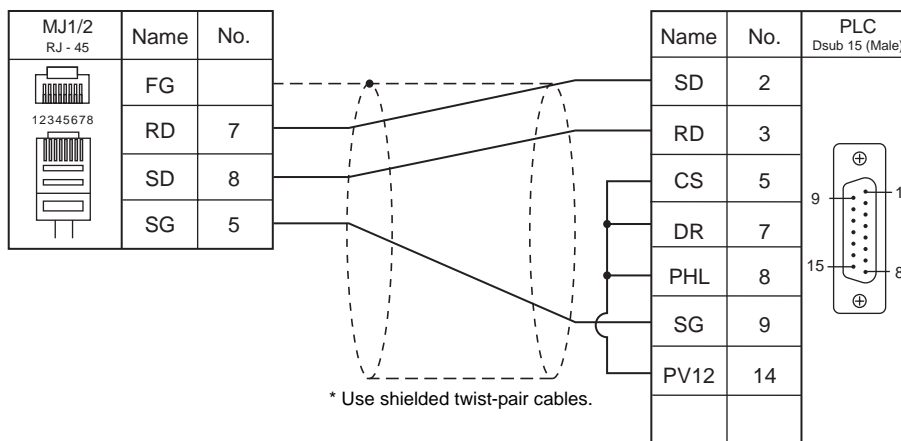 MJ1/2 Name No.
RJ - 45
FG
12345678
RD 7
SD 8
SG 5
Name No. PLC
Dsub 15 (Male)
SD 2
RD 3
CS 5
DR 7
PHL 8
SG 9
PV12 14
9 1
15 8
* Use shielded twist-pair cables.